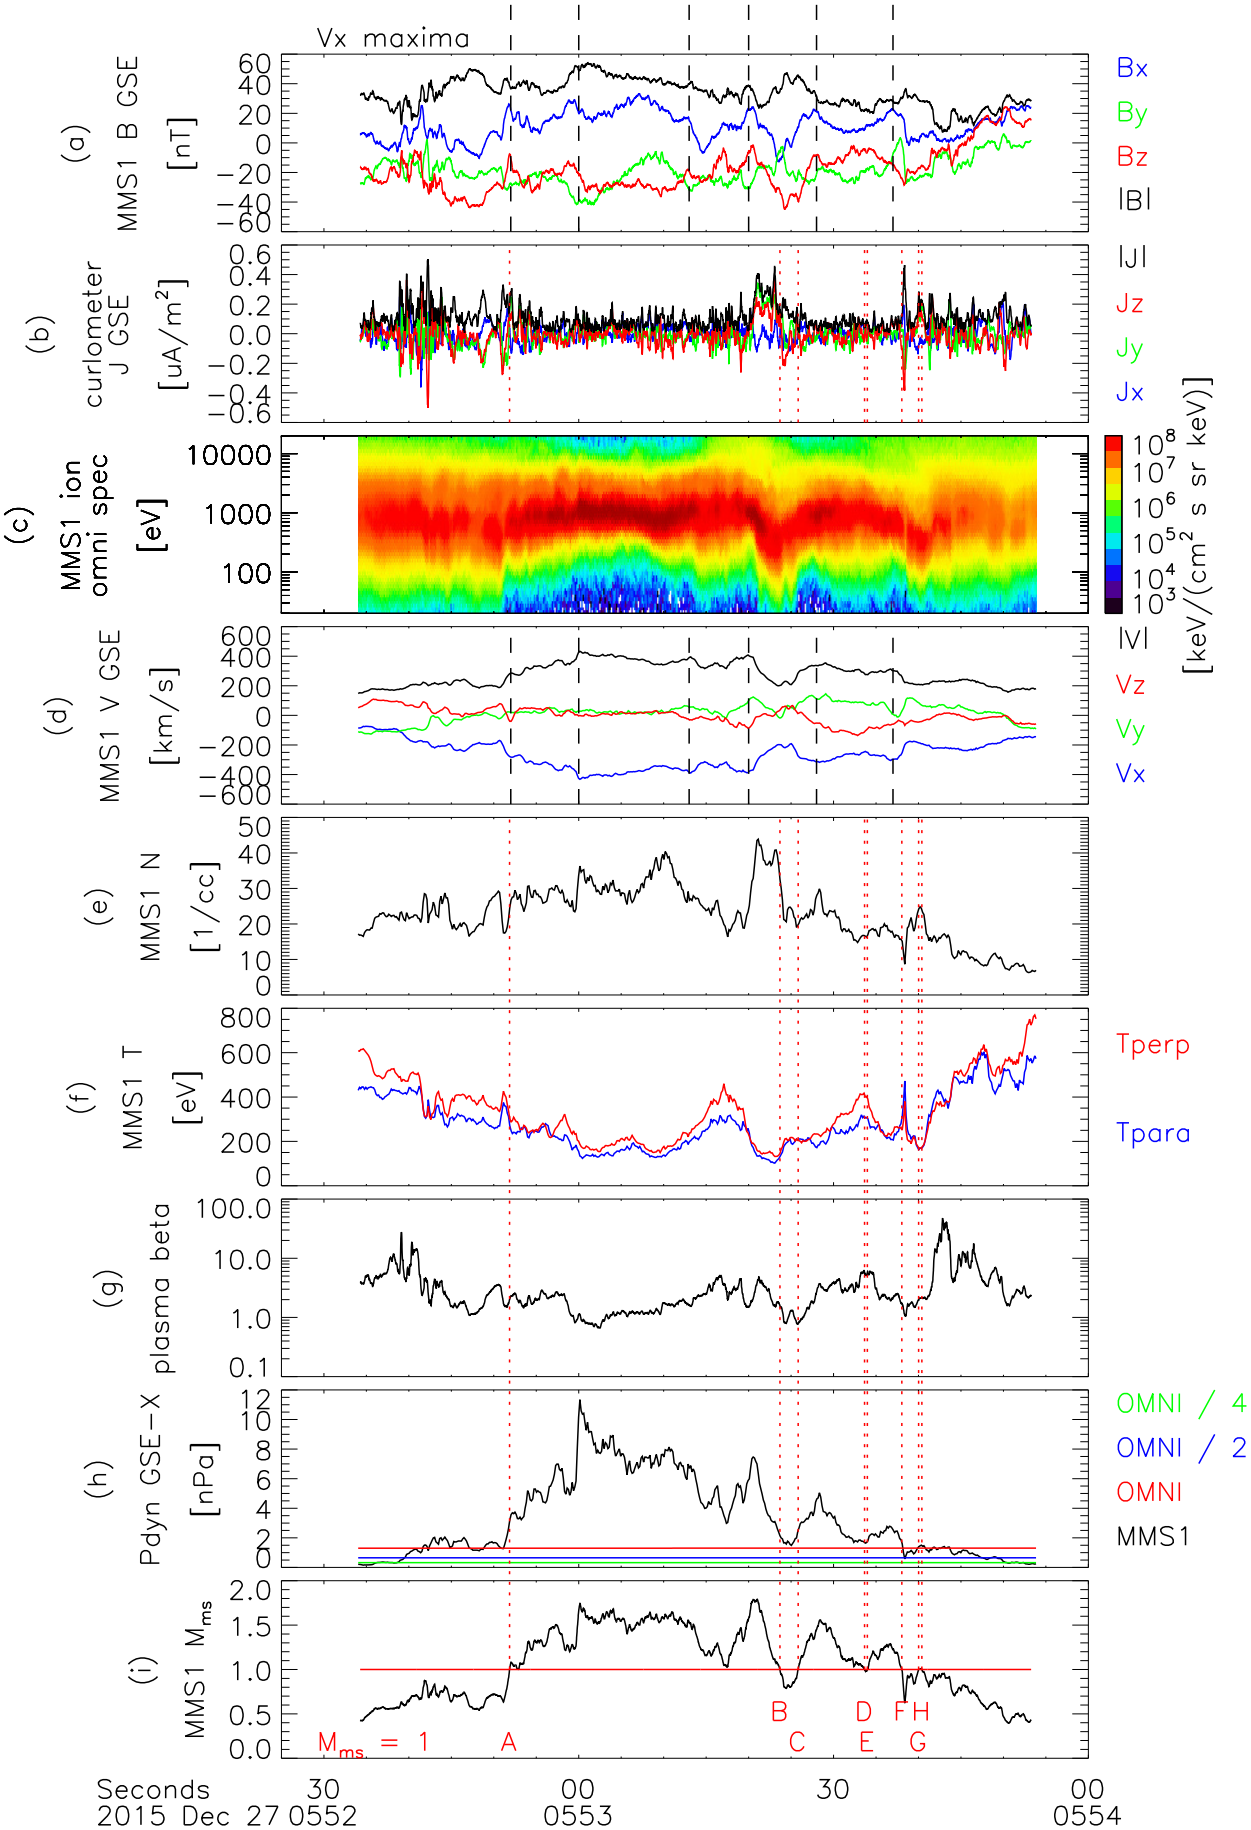 Vx maxima
(a)
MMS1 B GSE
[nT]
60
40
20
0
−20
−40
−60
Bx
By
Bz
|B|
(b)
curlometer
J GSE
[uA/m²]
0.6
0.4
0.2
0.0
−0.2
−0.4
−0.6
|J|
Jz
Jy
Jx
(c)
MMS1 ion
omni spec
[eV]
10000
1000
100
10⁸
10⁷
10⁶
10⁵
10⁴
10³
[keV/(cm² s sr keV)]
(d)
MMS1 V GSE
[km/s]
600
400
200
0
−200
−400
−600
|V|
Vz
Vy
Vx
(e)
MMS1 N
[1/cc]
50
40
30
20
10
0
(f)
MMS1 T
[eV]
800
600
400
200
0
Tperp
Tpara
(g)
plasma beta
100.0
10.0
1.0
0.1
(h)
Pdyn GSE−X
[nPa]
12
10
8
6
4
2
0
OMNI / 4
OMNI / 2
OMNI
MMS1
(i)
MMS1 Mms
2.0
1.5
1.0
0.5
0.0
B D F H
Mms = 1 A C E G
Seconds 30 00 30 00
2015 Dec 27 0552 0553 0554